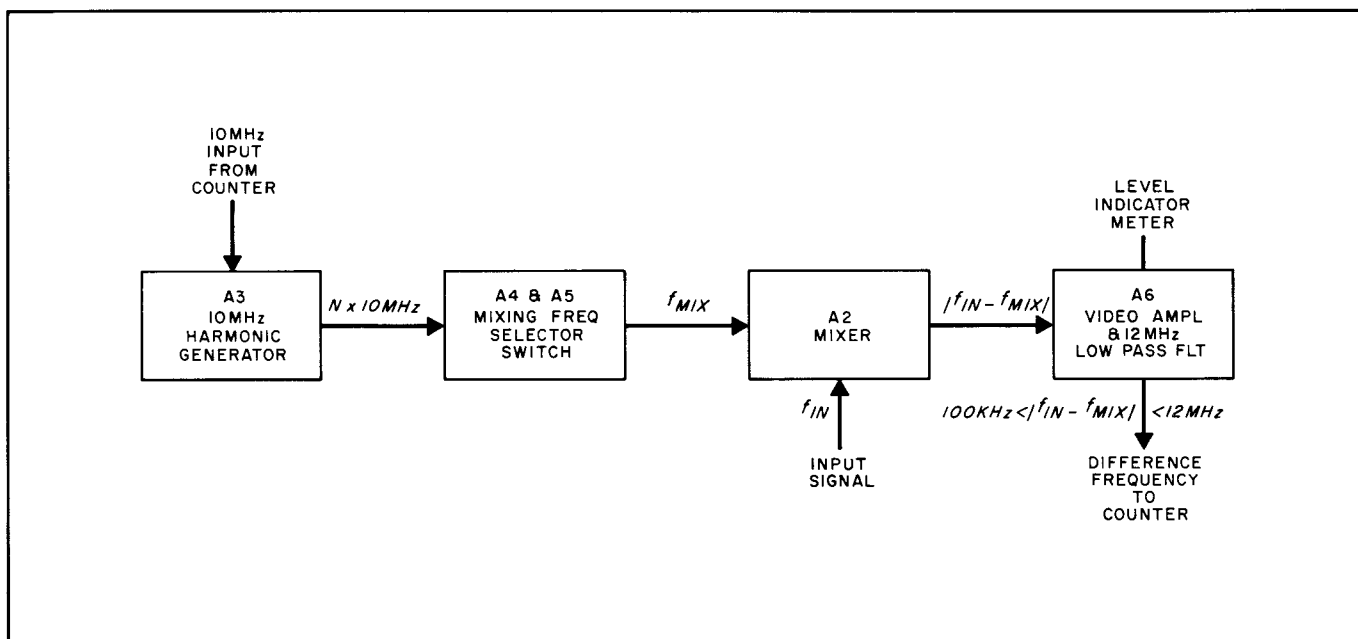 10MHz
INPUT
FROM
COUNTER
A3
10MHz
HARMONIC
GENERATOR
N x 10MHz
A4 & A5
MIXING FREQ
SELECTOR
SWITCH
fMIX
A2
MIXER
fIN
INPUT
SIGNAL
|fIN - fMIX|
LEVEL
INDICATOR
METER
A6
VIDEO AMPL
& 12MHz
LOW PASS FLT
100KHz < |fIN - fMIX| < 12MHz
DIFFERENCE
FREQUENCY
TO
COUNTER